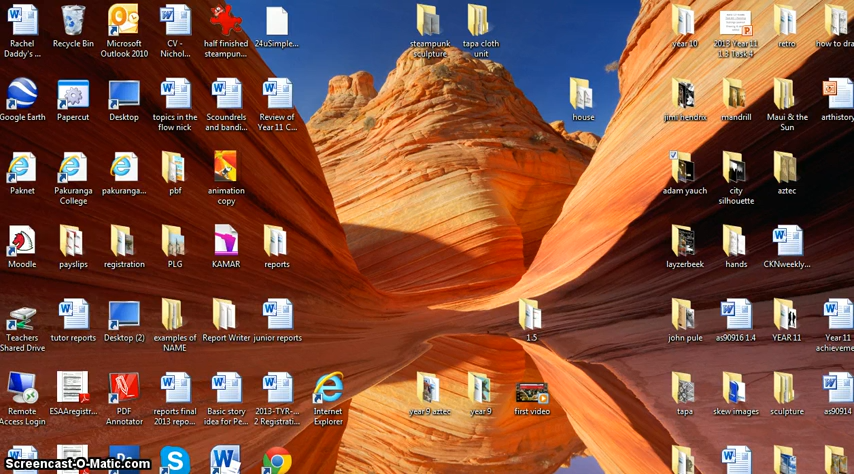 Rachel
Daddy's ...
Recycle Bin
Microsoft
Outlook 2010
CV -
Nichol...
half finished
steampun...
24uSimple...
steampunk
sculpture
tapa cloth
unit
year 10
2013 Year 11
1.3 Task 4
retro
how to dra
Google Earth
Papercut
Desktop
topics in the
flow nick
Scoundrels
and bandi...
Review of
Year 11 C...
house
jimi hendrix
mandrill
Maui & the
Sun
arthistory
Paknet
Pakuranga
College
pakuranga...
pbf
animation
copy
adam yauch
city
silhouette
aztec
Moodle
payslips
registration
PLG
KAMAR
reports
layzerbeek
hands
CKNweekly...
Teachers
Shared Drive
tutor reports
Desktop (2)
examples of
NAME
Report Writer
junior reports
1.5
john pule
as90916 1.4
YEAR 11
Year 11
achieveme
Remote
Access Login
ESAAregistr...
PDF
Annotator
reports final
2013 repo...
Basic story
idea for Pe...
2013-TYR-...
2 Registrati...
Internet
Explorer
year 9 aztec
year 9
first video
tapa
skew images
sculpture
as90914
Screencast-O-Matic.com